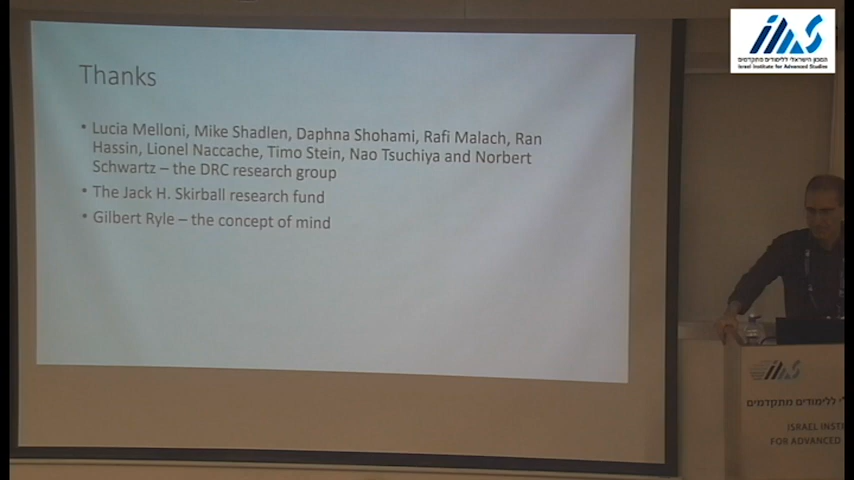 Thanks
• Lucia Melloni, Mike Shadlen, Daphna Shohami, Rafi Malach, Ran
Hassin, Lionel Naccache, Timo Stein, Nao Tsuchiya and Norbert
Schwartz – the DRC research group
• The Jack H. Skirball research fund
• Gilbert Ryle – the concept of mind
המכון הישראלי ללימודים מתקדמים
Israel Institute for Advanced Studies
ללימודים מתקדמים
ISRAEL INSTI
FOR ADVANCED